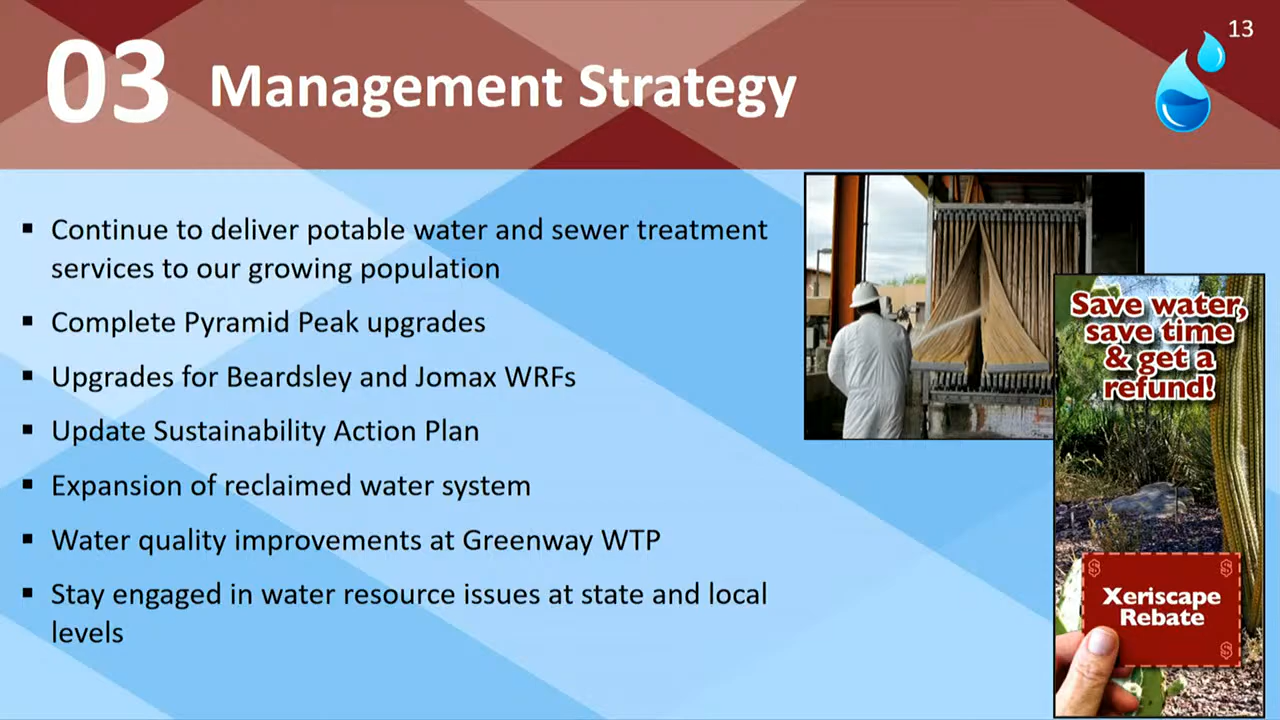 13
03 Management Strategy
▪ Continue to deliver potable water and sewer treatment
services to our growing population
▪ Complete Pyramid Peak upgrades
▪ Upgrades for Beardsley and Jomax WRFs
▪ Update Sustainability Action Plan
▪ Expansion of reclaimed water system
▪ Water quality improvements at Greenway WTP
▪ Stay engaged in water resource issues at state and local
levels
Save water,
save time
& get a
refund!
$ $
Xeriscape
Rebate
$